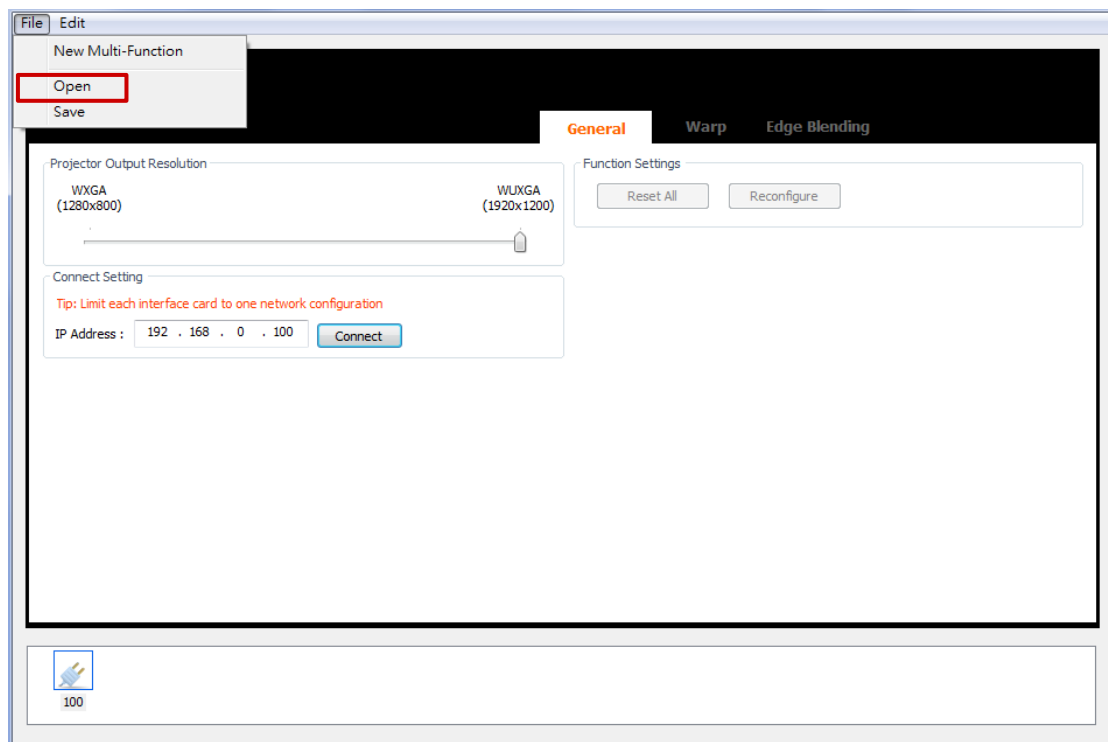 File Edit
New Multi-Function
Open
Save
General Warp Edge Blending
Projector Output Resolution
WXGA
(1280x800)
WUXGA
(1920x1200)
Function Settings
Reset All Reconfigure
Connect Setting
Tip: Limit each interface card to one network configuration
IP Address : 192 . 168 . 0 . 100 Connect
100